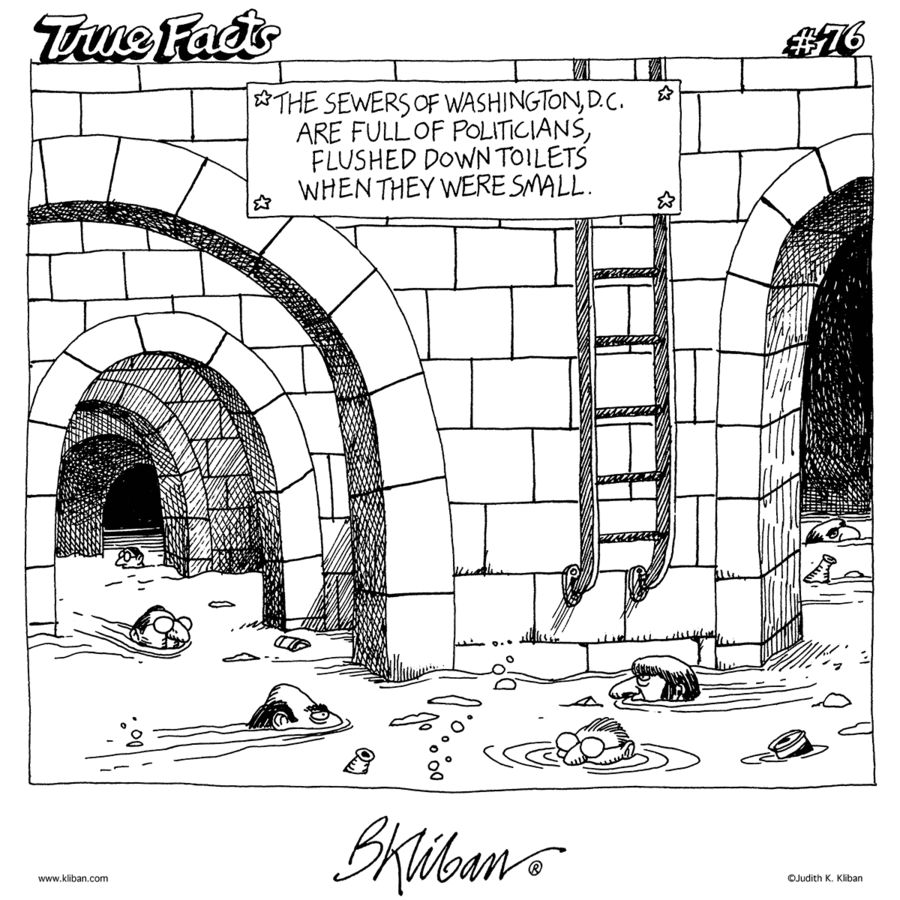 True Facts #76
THE SEWERS OF WASHINGTON, D.C.
ARE FULL OF POLITICIANS,
FLUSHED DOWN TOILETS
WHEN THEY WERE SMALL.
BKliban®
www.kliban.com ©Judith K. Kliban